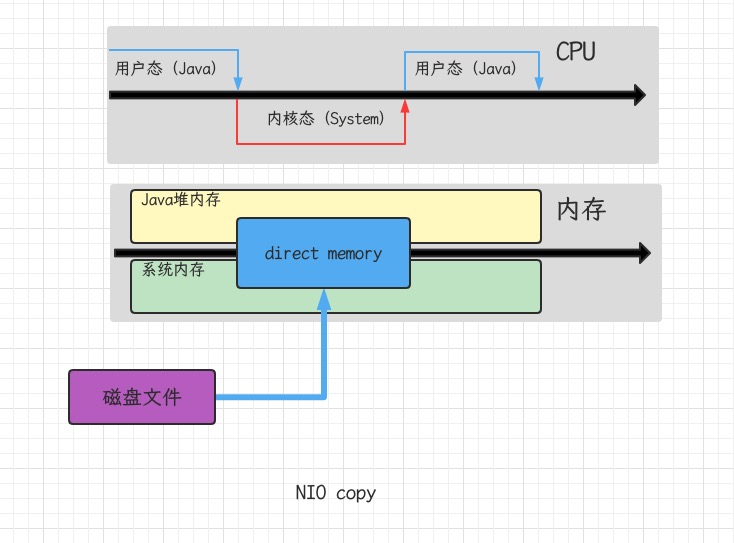 CPU
用户态（Java）
用户态（Java）
内核态（System）
Java堆内存
内存
direct memory
系统内存
磁盘文件
NIO copy